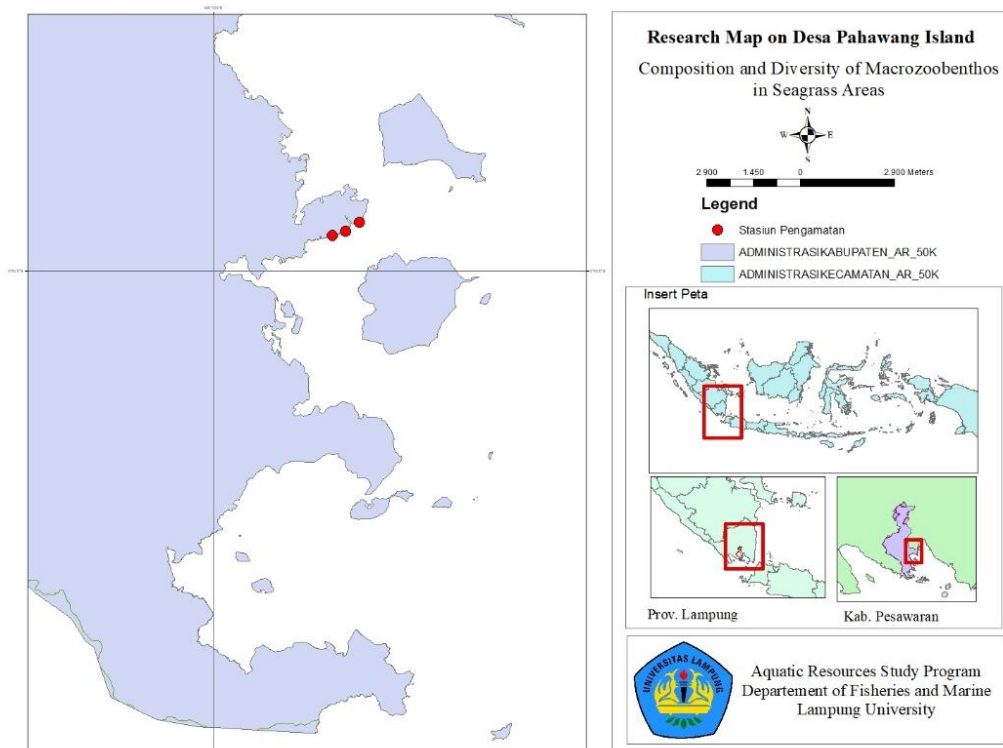 Research Map on Desa Pahawang Island
Composition and Diversity of Macrozoobenthos
in Seagrass Areas
N
W E
S
2.900 1.450 0 2.900 Meters
Legend
Stasiun Pengamatan
ADMINISTRASIKABUPATEN_AR_50K
ADMINISTRASIKECAMATAN_AR_50K
Insert Peta
Prov. Lampung
Kab. Pesawaran
UNIVERSITAS LAMPUNG
Aquatic Resources Study Program
Departement of Fisheries and Marine
Lampung University